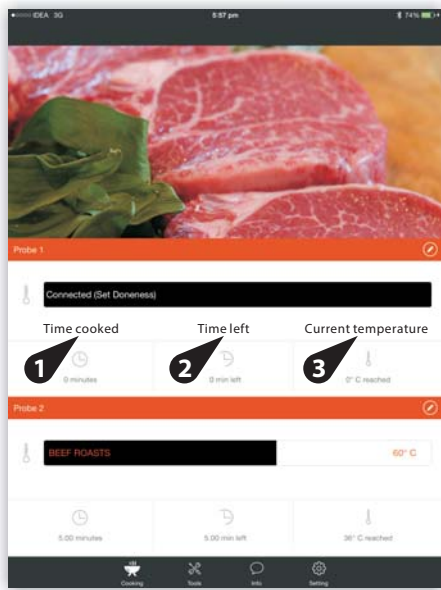 IDEA 3G 5:57 pm 74%
Probe 1
Connected (Set Doneness)
Time cooked Time left Current temperature
1 2 3
0 minutes 0 min left 0° C reached
Probe 2
BEEF ROASTS 60° C
5.00 minutes 5.00 min left 36° C reached
Cooking Tools Info Setting